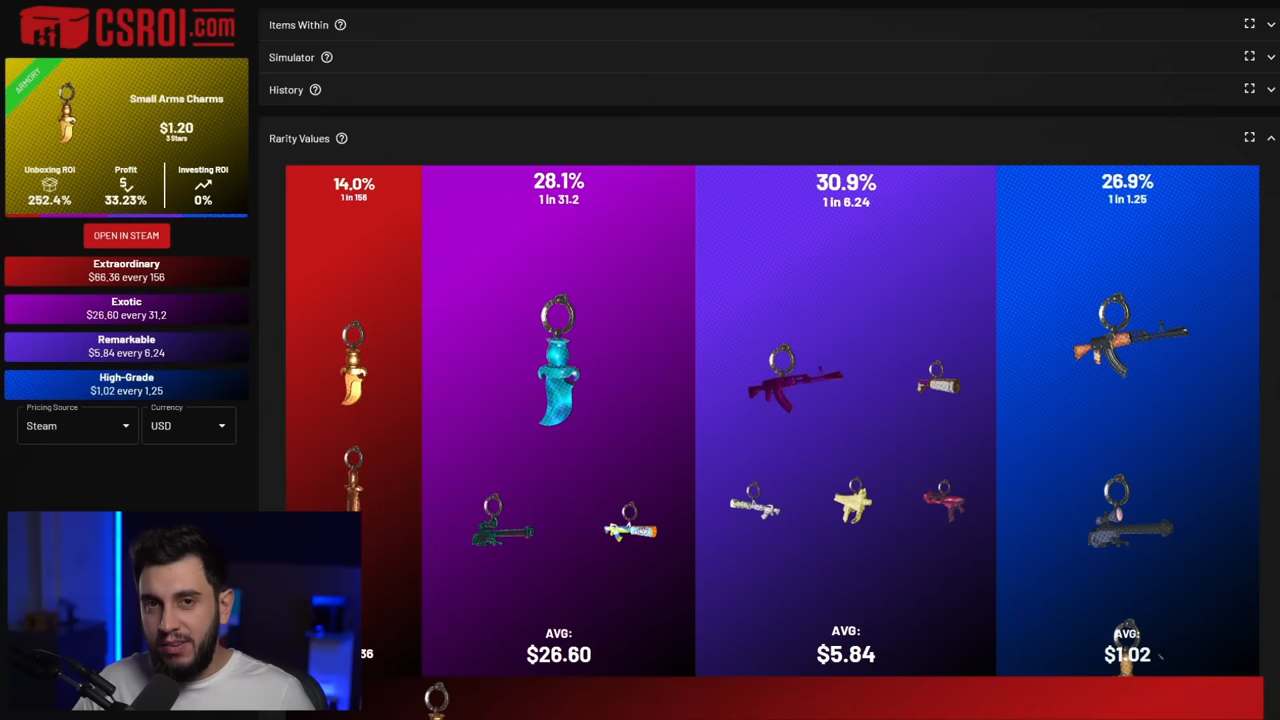 CSROI.com
ARMORY
Small Arms Charms
$1.20
3 Stars
Unboxing ROI
Profit
Investing ROI
252.4%
33.23%
0%
OPEN IN STEAM
Extraordinary
$66.36 every 156
Exotic
$26.60 every 31.2
Remarkable
$5.84 every 6.24
High-Grade
$1.02 every 1.25
Pricing Source
Steam
Currency
USD
Items Within
Simulator
History
Rarity Values
14.0%
1 in 156
28.1%
1 in 31.2
30.9%
1 in 6.24
26.9%
1 in 1.25
36
AVG:
$26.60
AVG:
$5.84
AVG:
$1.02